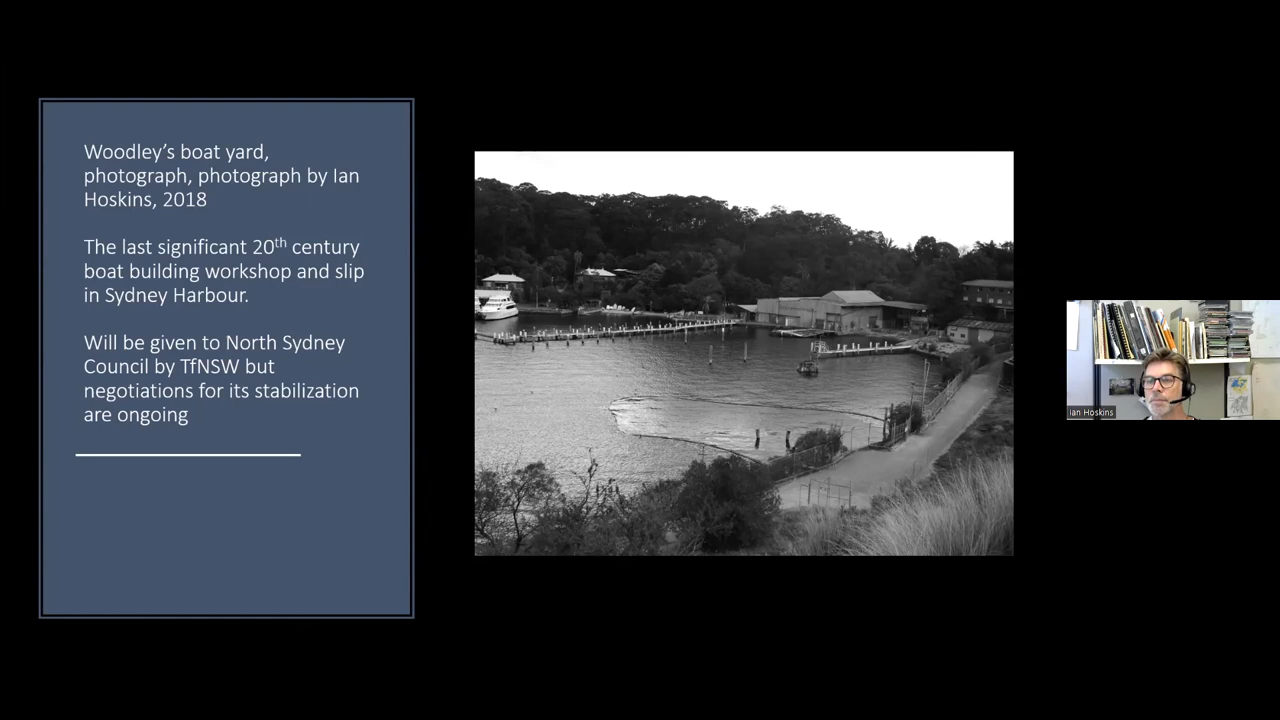 Woodley’s boat yard,
photograph, photograph by Ian
Hoskins, 2018
The last significant 20th century
boat building workshop and slip
in Sydney Harbour.
Will be given to North Sydney
Council by TfNSW but
negotiations for its stabilization
are ongoing
Ian Hoskins